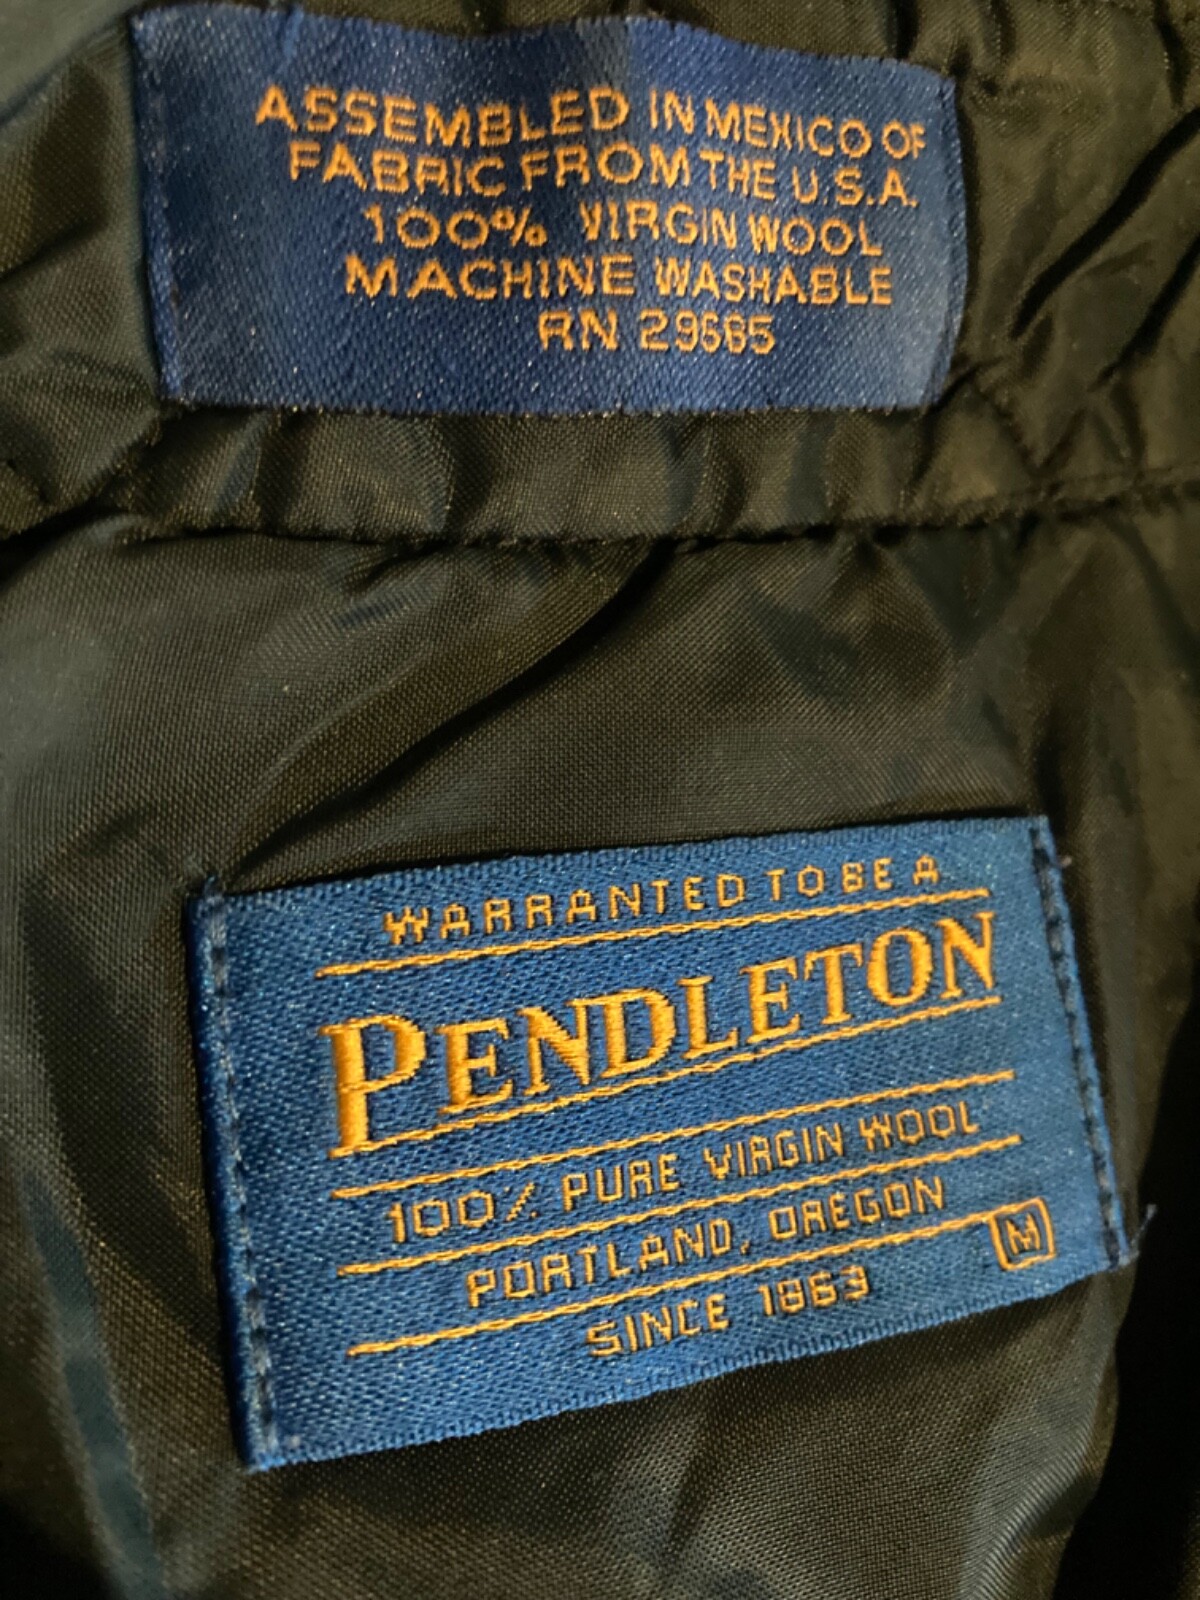 ASSEMBLED IN MEXICO OF
FABRIC FROM THE U.S.A.
100% VIRGIN WOOL
MACHINE WASHABLE
RN 29685
WARRANTED TO BE A
PENDLETON
100% PURE VIRGIN WOOL
PORTLAND, OREGON
M
SINCE 1863